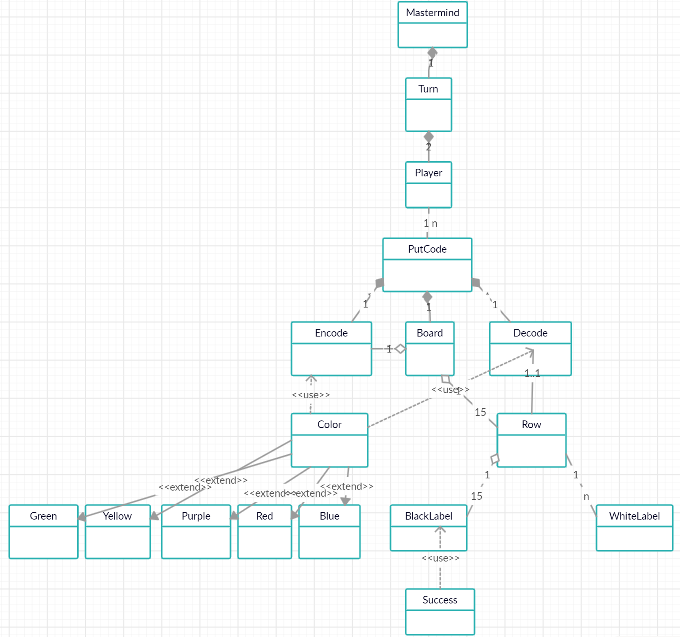 Mastermind
1
Turn
2
Player
1 n
PutCode
1
1
1
Encode
Board
Decode
1
1..1
<<use>>
<<use>>
15
Color
Row
<<extend>>
<<extend>>
<<extend>>
<<extend>>
<<extend>>
1
1
15
n
Green
Yellow
Purple
Red
Blue
BlackLabel
WhiteLabel
<<use>>
Success